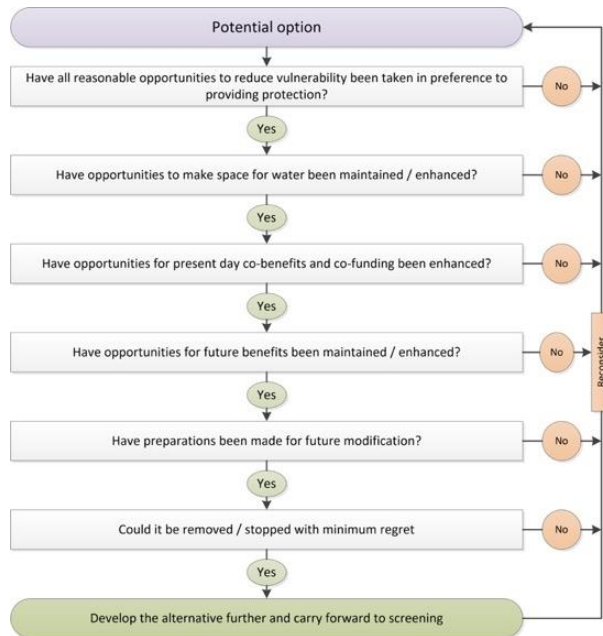 Potential option
Have all reasonable opportunities to reduce vulnerability been taken in preference to
providing protection?
No
Yes
Have opportunities to make space for water been maintained / enhanced?
No
Yes
Have opportunities for present day co-benefits and co-funding been enhanced?
No
Yes
Have opportunities for future benefits been maintained / enhanced?
No
Reconsider
Yes
Have preparations been made for future modification?
No
Yes
Could it be removed / stopped with minimum regret
No
Yes
Develop the alternative further and carry forward to screening